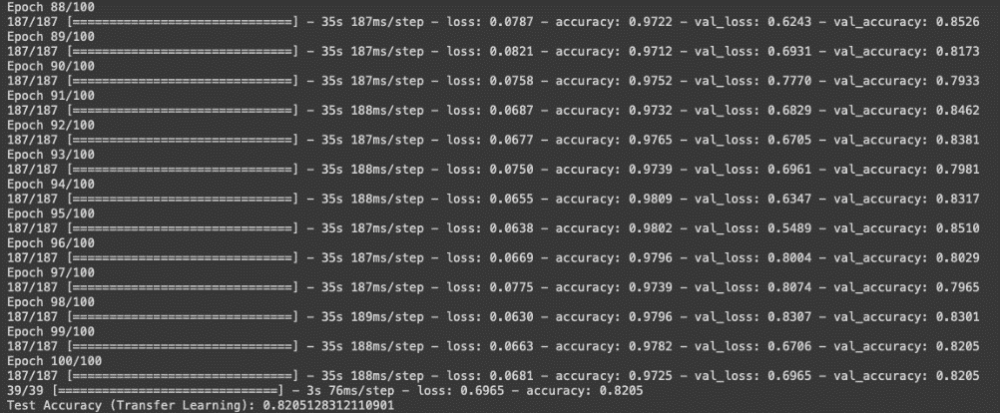 Epoch 88/100
187/187 [==============================] - 35s 187ms/step - loss: 0.0787 - accuracy: 0.9722 - val_loss: 0.6243 - val_accuracy: 0.8526
Epoch 89/100
187/187 [==============================] - 35s 187ms/step - loss: 0.0821 - accuracy: 0.9712 - val_loss: 0.6931 - val_accuracy: 0.8173
Epoch 90/100
187/187 [==============================] - 35s 187ms/step - loss: 0.0758 - accuracy: 0.9752 - val_loss: 0.7770 - val_accuracy: 0.7933
Epoch 91/100
187/187 [==============================] - 35s 188ms/step - loss: 0.0687 - accuracy: 0.9732 - val_loss: 0.6829 - val_accuracy: 0.8462
Epoch 92/100
187/187 [==============================] - 35s 187ms/step - loss: 0.0677 - accuracy: 0.9765 - val_loss: 0.6705 - val_accuracy: 0.8381
Epoch 93/100
187/187 [==============================] - 35s 188ms/step - loss: 0.0750 - accuracy: 0.9739 - val_loss: 0.6961 - val_accuracy: 0.7981
Epoch 94/100
187/187 [==============================] - 35s 188ms/step - loss: 0.0655 - accuracy: 0.9809 - val_loss: 0.6347 - val_accuracy: 0.8317
Epoch 95/100
187/187 [==============================] - 35s 187ms/step - loss: 0.0638 - accuracy: 0.9802 - val_loss: 0.5489 - val_accuracy: 0.8510
Epoch 96/100
187/187 [==============================] - 35s 187ms/step - loss: 0.0669 - accuracy: 0.9796 - val_loss: 0.8004 - val_accuracy: 0.8029
Epoch 97/100
187/187 [==============================] - 35s 187ms/step - loss: 0.0775 - accuracy: 0.9739 - val_loss: 0.8074 - val_accuracy: 0.7965
Epoch 98/100
187/187 [==============================] - 35s 189ms/step - loss: 0.0630 - accuracy: 0.9796 - val_loss: 0.8307 - val_accuracy: 0.8301
Epoch 99/100
187/187 [==============================] - 35s 188ms/step - loss: 0.0663 - accuracy: 0.9782 - val_loss: 0.6706 - val_accuracy: 0.8205
Epoch 100/100
187/187 [==============================] - 35s 188ms/step - loss: 0.0681 - accuracy: 0.9725 - val_loss: 0.6965 - val_accuracy: 0.8205
39/39 [==============================] - 3s 76ms/step - loss: 0.6965 - accuracy: 0.8205
Test Accuracy (Transfer Learning): 0.8205128312110901